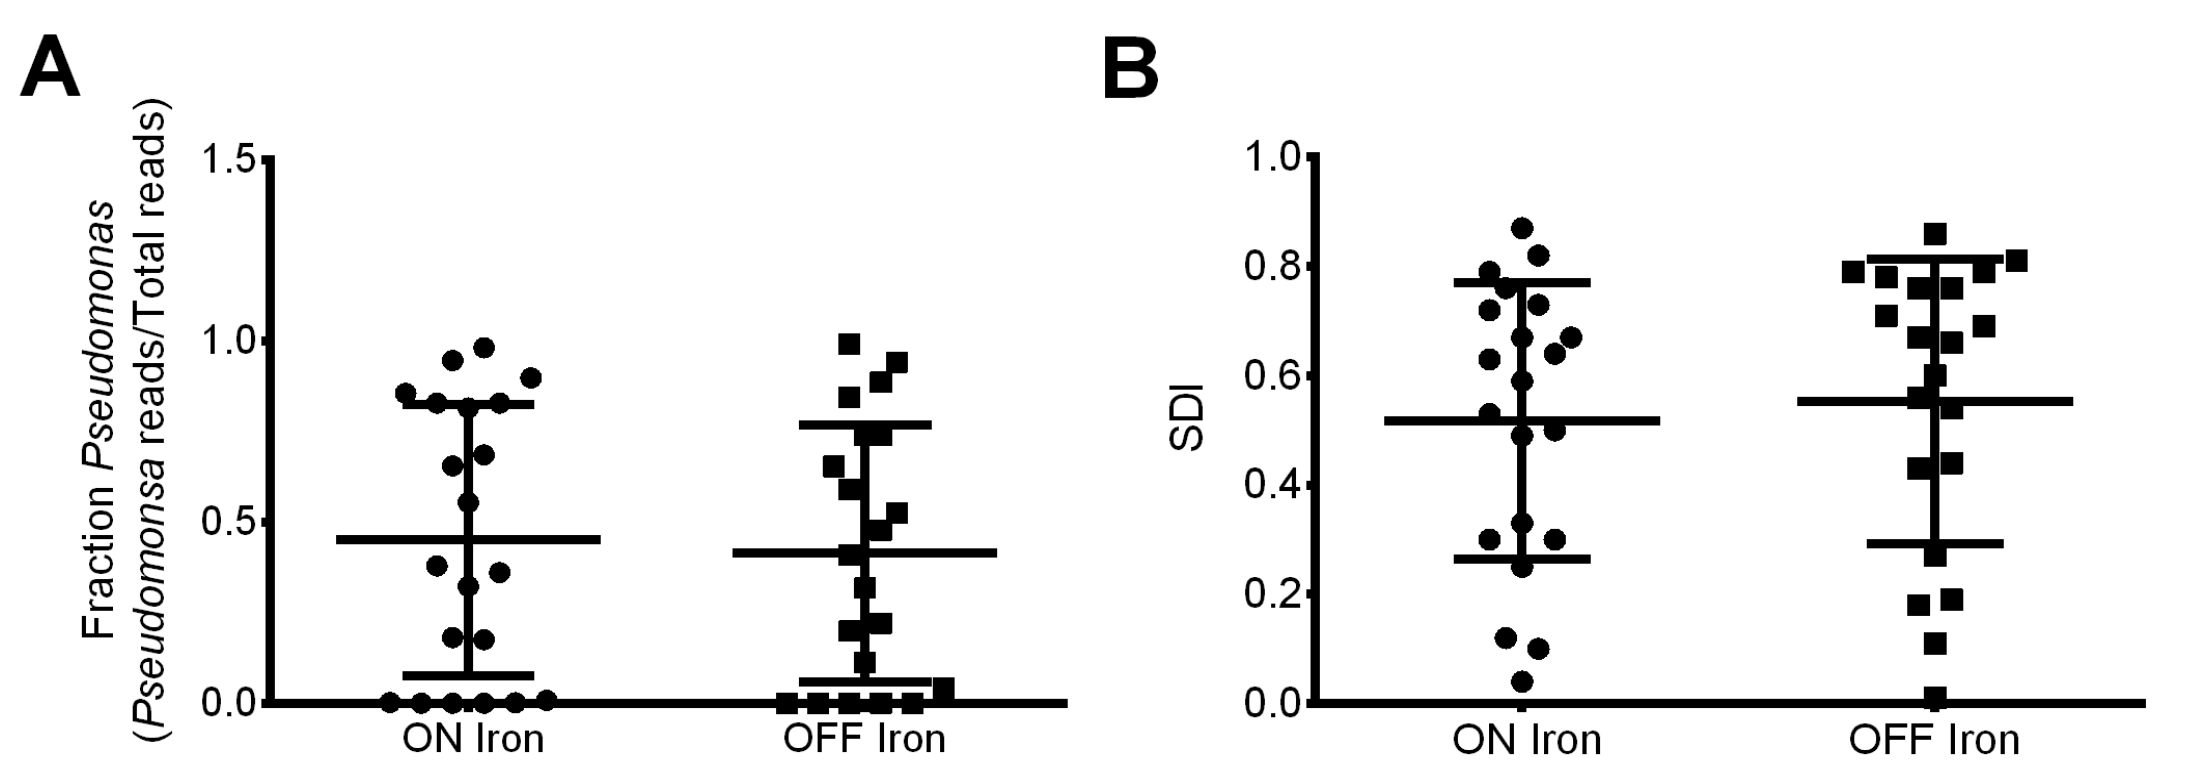 A
Fraction Pseudomonas
(Pseudomonsa reads/Total reads)
1.5
1.0
0.5
0.0
ON Iron
OFF Iron
B
SDI
1.0
0.8
0.6
0.4
0.2
0.0
ON Iron
OFF Iron